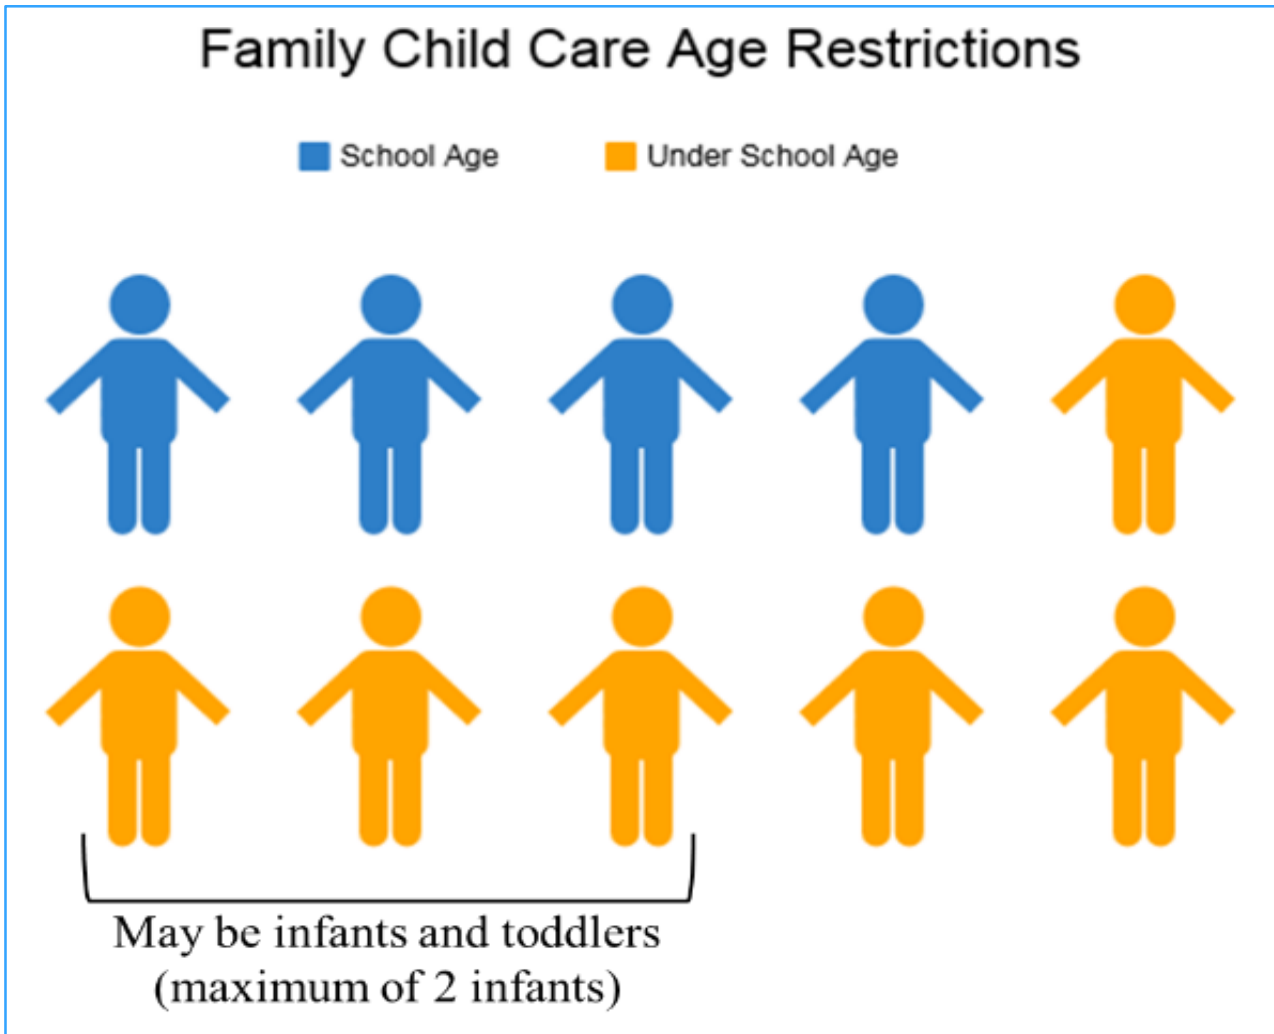 Family Child Care Age Restrictions
School Age
Under School Age
May be infants and toddlers
(maximum of 2 infants)